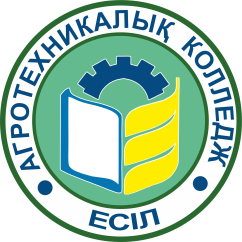 АГРОТЕХНИКАЛЫҚ КОЛЛЕДЖ
ЕСІЛ